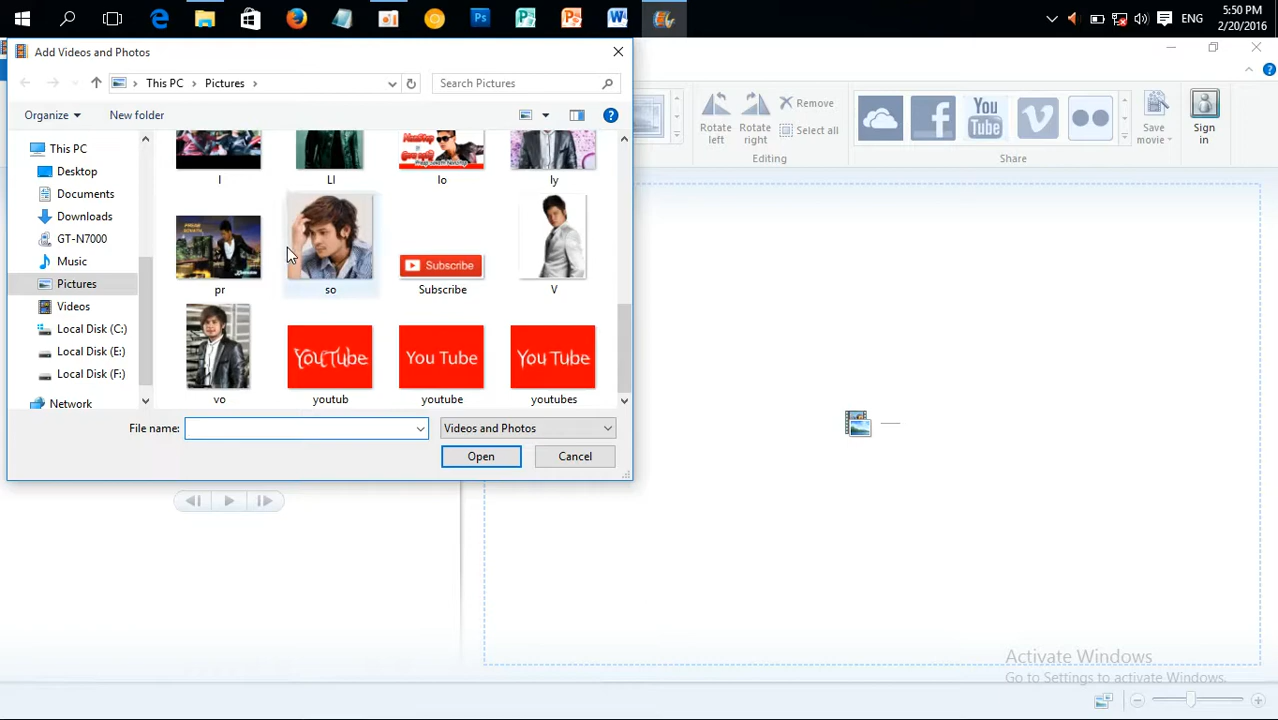 ENG
5:50 PM
2/20/2016
Add Videos and Photos
This PC
Pictures
Search Pictures
Organize
New folder
Rotate left
Rotate right
Remove
Select all
Editing
You Tube
Share
Save movie
Sign in
This PC
Desktop
Documents
Downloads
GT-N7000
Music
Pictures
Videos
Local Disk (C:)
Local Disk (E:)
Local Disk (F:)
Network
l
Ll
lo
ly
pr
so
Subscribe
Subscribe
V
YouTube
You Tube
You Tube
vo
youtub
youtube
youtubes
File name:
Videos and Photos
Open
Cancel
Activate Windows
Go to Settings to activate Windows.